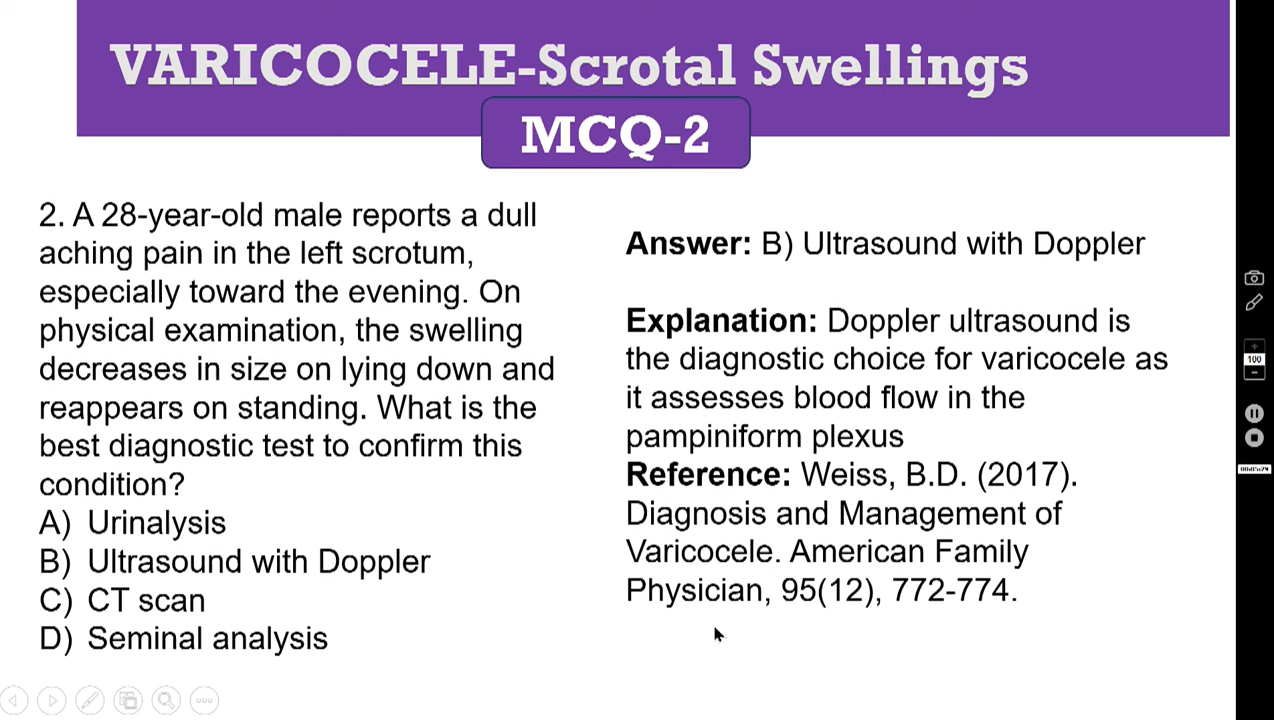 VARICOCELE-Scrotal Swellings
MCQ-2
2. A 28-year-old male reports a dull
aching pain in the left scrotum,
especially toward the evening. On
physical examination, the swelling
decreases in size on lying down and
reappears on standing. What is the
best diagnostic test to confirm this
condition?
A) Urinalysis
B) Ultrasound with Doppler
C) CT scan
D) Seminal analysis
Answer: B) Ultrasound with Doppler
Explanation: Doppler ultrasound is
the diagnostic choice for varicocele as
it assesses blood flow in the
pampiniform plexus
Reference: Weiss, B.D. (2017).
Diagnosis and Management of
Varicocele. American Family
Physician, 95(12), 772-774.
100